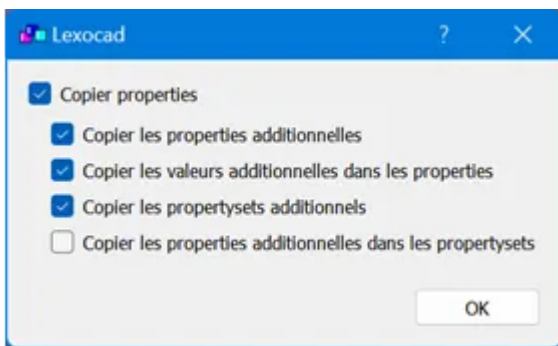 Lexocad ?
Copier properties
Copier les properties additionnelles
Copier les valeurs additionnelles dans les properties
Copier les propertysets additionnels
Copier les properties additionnelles dans les propertysets
OK